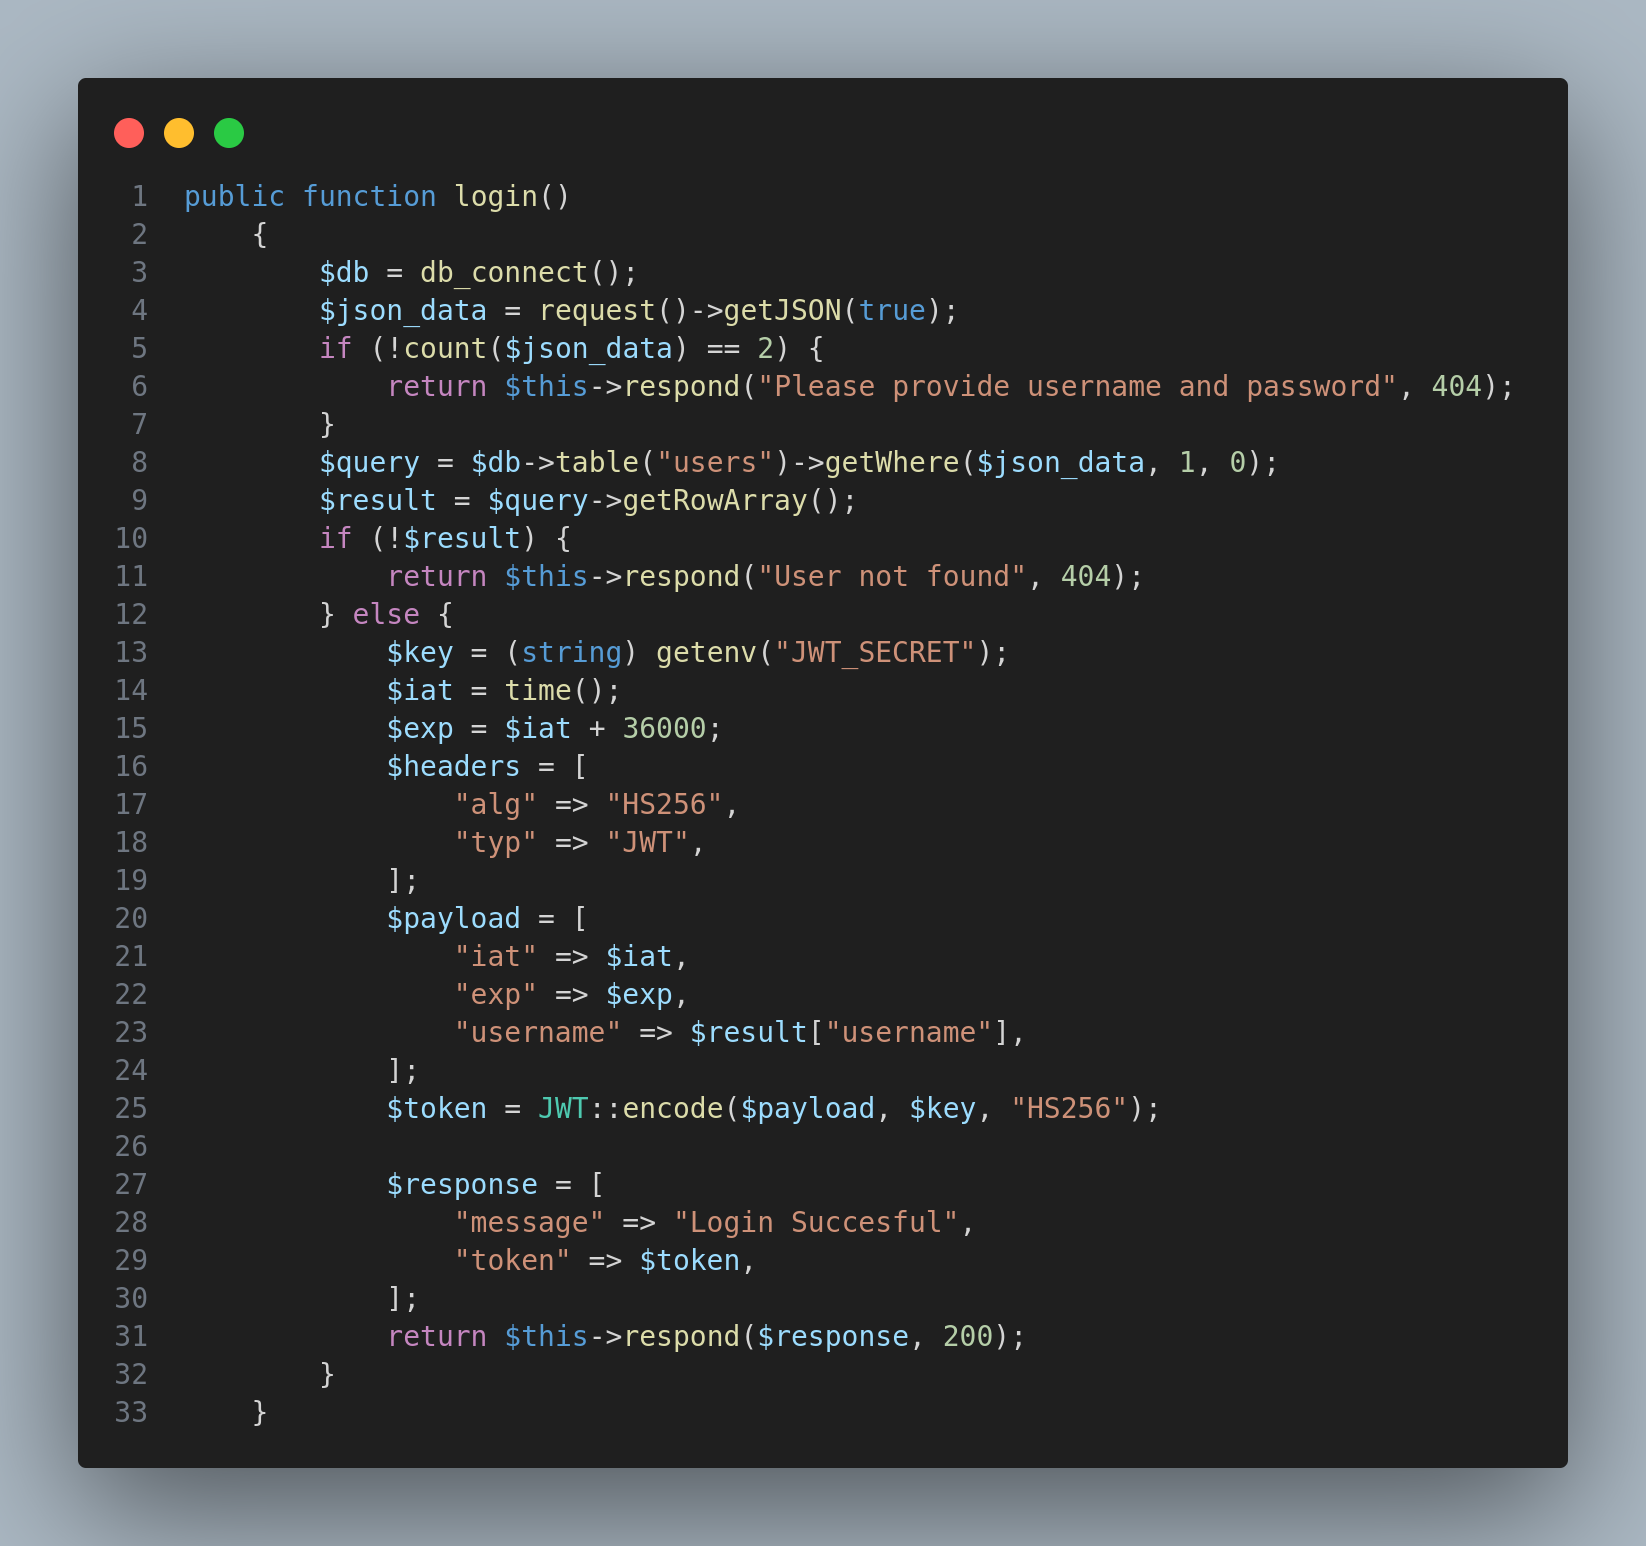 1 public function login()
2     {
3         $db = db_connect();
4         $json_data = request()->getJSON(true);
5         if (!count($json_data) == 2) {
6             return $this->respond("Please provide username and password", 404);
7         }
8         $query = $db->table("users")->getWhere($json_data, 1, 0);
9         $result = $query->getRowArray();
10         if (!$result) {
11             return $this->respond("User not found", 404);
12         } else {
13             $key = (string) getenv("JWT_SECRET");
14             $iat = time();
15             $exp = $iat + 36000;
16             $headers = [
17                 "alg" => "HS256",
18                 "typ" => "JWT",
19             ];
20             $payload = [
21                 "iat" => $iat,
22                 "exp" => $exp,
23                 "username" => $result["username"],
24             ];
25             $token = JWT::encode($payload, $key, "HS256");
26
27             $response = [
28                 "message" => "Login Succesful",
29                 "token" => $token,
30             ];
31             return $this->respond($response, 200);
32         }
33     }